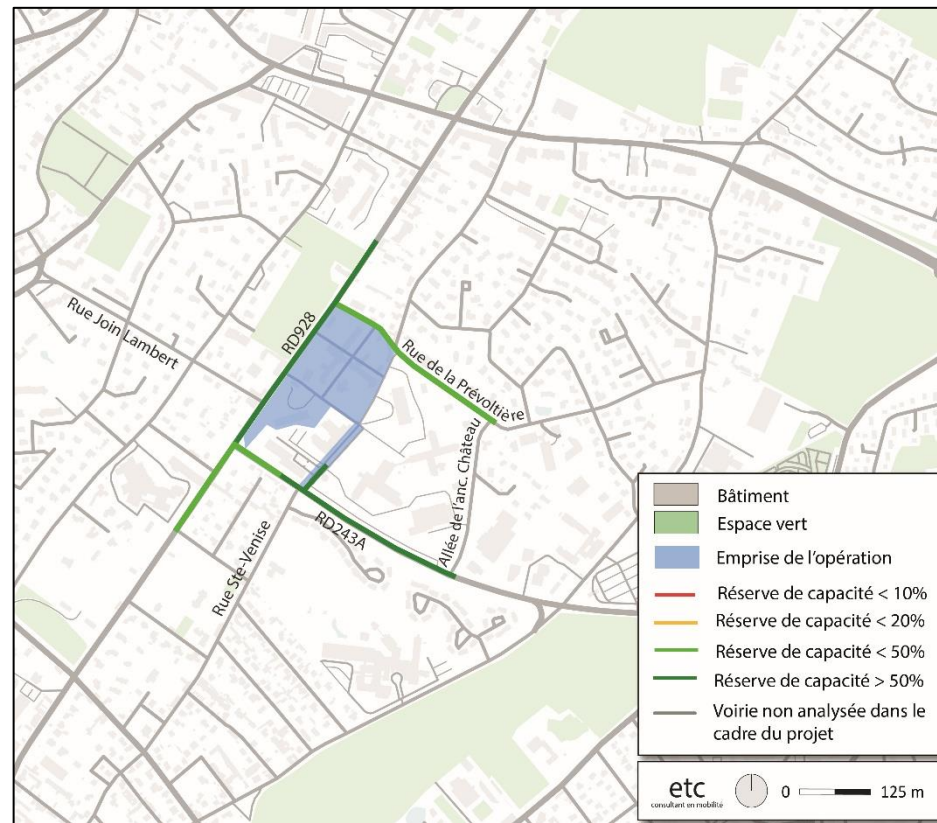 Rue Join Lambert
RD928
Rue de la Prévoltière
Allée de l'anc. Château
RD243A
Rue Ste-Venise
Bâtiment
Espace vert
Emprise de l'opération
Réserve de capacité < 10%
Réserve de capacité < 20%
Réserve de capacité < 50%
Réserve de capacité > 50%
Voirie non analysée dans le
cadre du projet
etc
consultant en mobilité
0 125 m